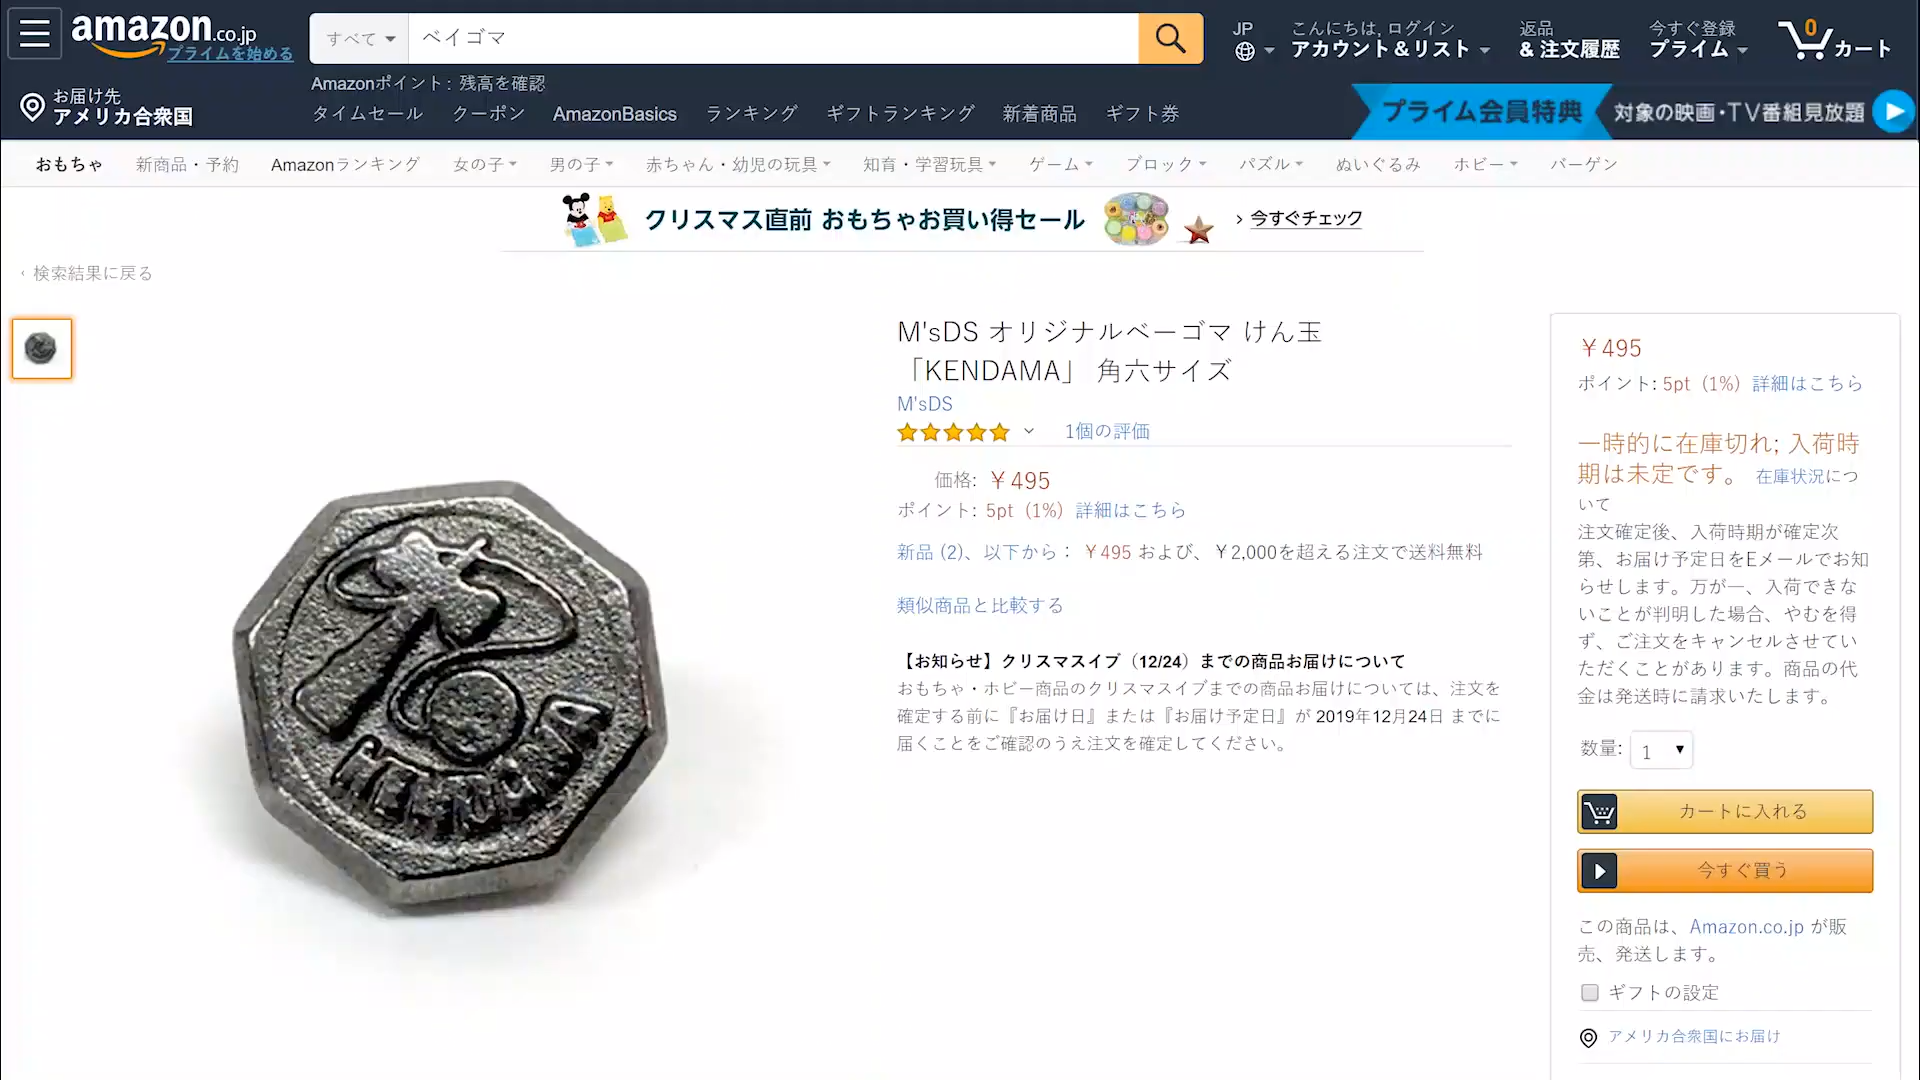 amazon.co.jp
プライムを始める
すべて
ベイゴマ
JP
こんにちは, ログイン
アカウント＆リスト
返品
& 注文履歴
今すぐ登録
プライム
0
カート
お届け先
アメリカ合衆国
Amazonポイント: 残高を確認
タイムセール クーポン AmazonBasics ランキング ギフトランキング 新着商品 ギフト券
プライム会員特典 対象の映画・TV番組見放題
おもちゃ 新商品・予約 Amazonランキング 女の子 男の子 赤ちゃん・幼児の玩具 知育・学習玩具 ゲーム ブロック パズル ぬいぐるみ ホビー バーゲン
クリスマス直前 おもちゃお買い得セール › 今すぐチェック
‹ 検索結果に戻る
KENDAMA
M'sDS オリジナルベーゴマ けん玉
「KENDAMA」 角六サイズ
M'sDS
1個の評価
価格: ￥495
ポイント: 5pt (1%) 詳細はこちら
新品 (2)、以下から： ￥495 および、￥2,000を超える注文で送料無料
類似商品と比較する
【お知らせ】クリスマスイブ（12/24）までの商品お届けについて
おもちゃ・ホビー商品のクリスマスイブまでの商品お届けについては、注文を
確定する前に『お届け日』または『お届け予定日』が 2019年12月24日 までに
届くことをご確認のうえ注文を確定してください。
￥495
ポイント: 5pt (1%) 詳細はこちら
一時的に在庫切れ; 入荷時
期は未定です。 在庫状況につ
いて
注文確定後、入荷時期が確定次
第、お届け予定日をEメールでお知
らせします。万が一、入荷できな
いことが判明した場合、やむを得
ず、ご注文をキャンセルさせてい
ただくことがあります。商品の代
金は発送時に請求いたします。
数量: 1
カートに入れる
今すぐ買う
この商品は、Amazon.co.jp が販
売、発送します。
ギフトの設定
アメリカ合衆国にお届け